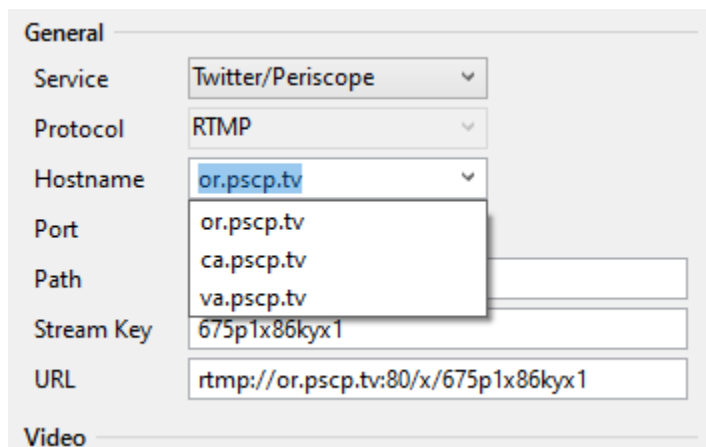 General
Service Twitter/Periscope
Protocol RTMP
Hostname or.pscp.tv
Port or.pscp.tv
ca.pscp.tv
Path
va.pscp.tv
Stream Key 675p1x86kyx1
URL rtmp://or.pscp.tv:80/x/675p1x86kyx1
Video